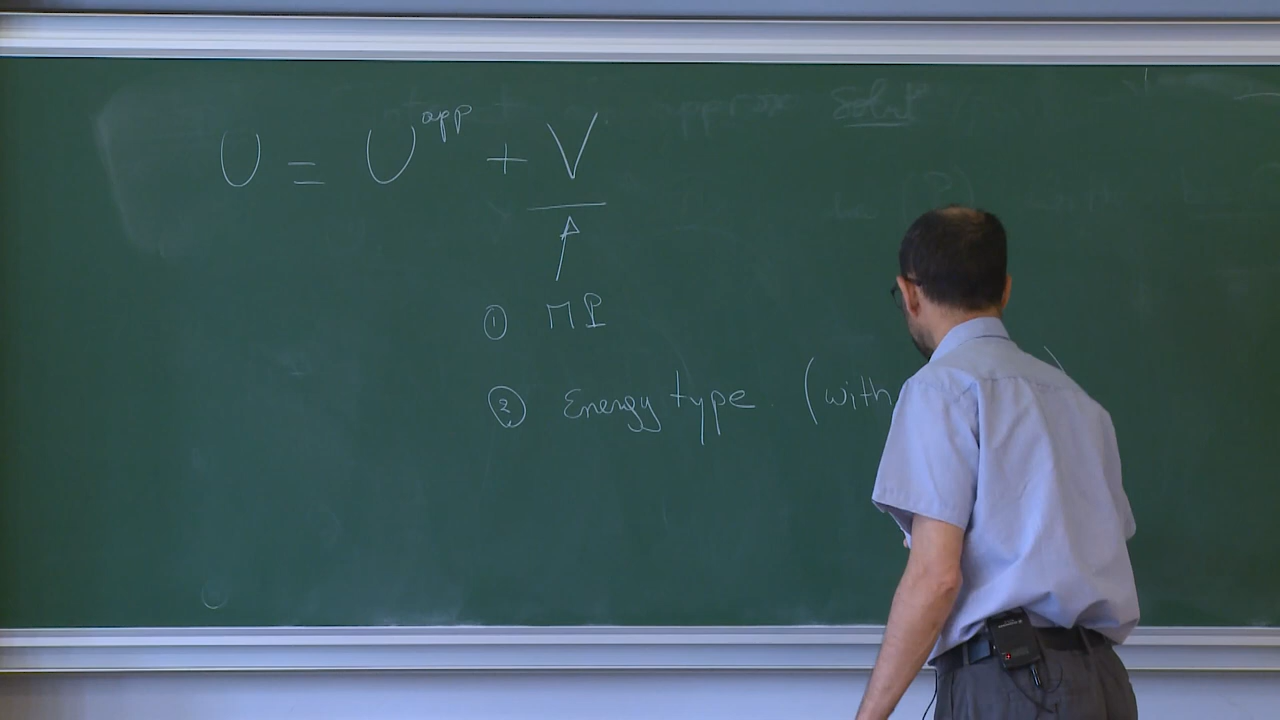 U = U^app + V
① MP
② Energy type. (with )